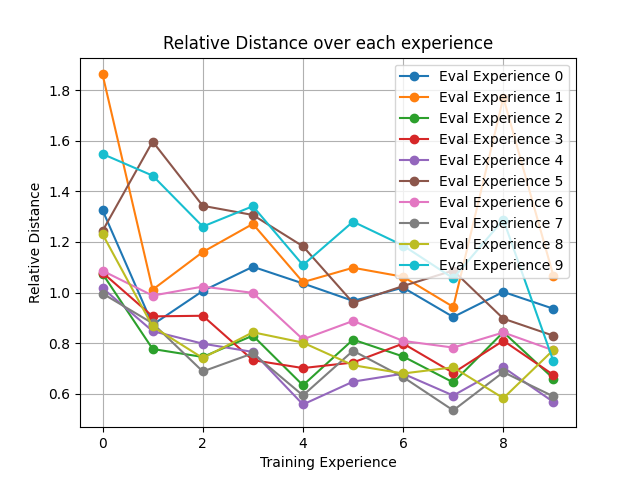 Relative Distance over each experience
Relative Distance
1.8
1.6
1.4
1.2
1.0
0.8
0.6
Eval Experience 0
Eval Experience 1
Eval Experience 2
Eval Experience 3
Eval Experience 4
Eval Experience 5
Eval Experience 6
Eval Experience 7
Eval Experience 8
Eval Experience 9
0 2 4 6 8
Training Experience